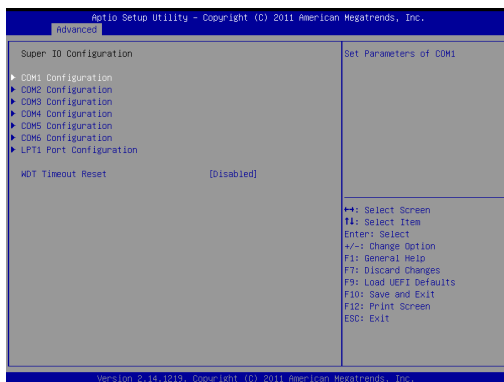 Aptio Setup Utility – Copyright (C) 2011 American Megatrends, Inc.
Advanced
Super IO Configuration
COM1 Configuration
COM2 Configuration
COM3 Configuration
COM4 Configuration
COM5 Configuration
COM6 Configuration
LPT1 Port Configuration
WDT Timeout Reset [Disabled]
Set Parameters of COM1
↔: Select Screen
↑↓: Select Item
Enter: Select
+/-: Change Option
F1: General Help
F7: Discard Changes
F9: Load UEFI Defaults
F10: Save and Exit
F12: Print Screen
ESC: Exit
Version 2.14.1219. Copyright (C) 2011 American Megatrends, Inc.